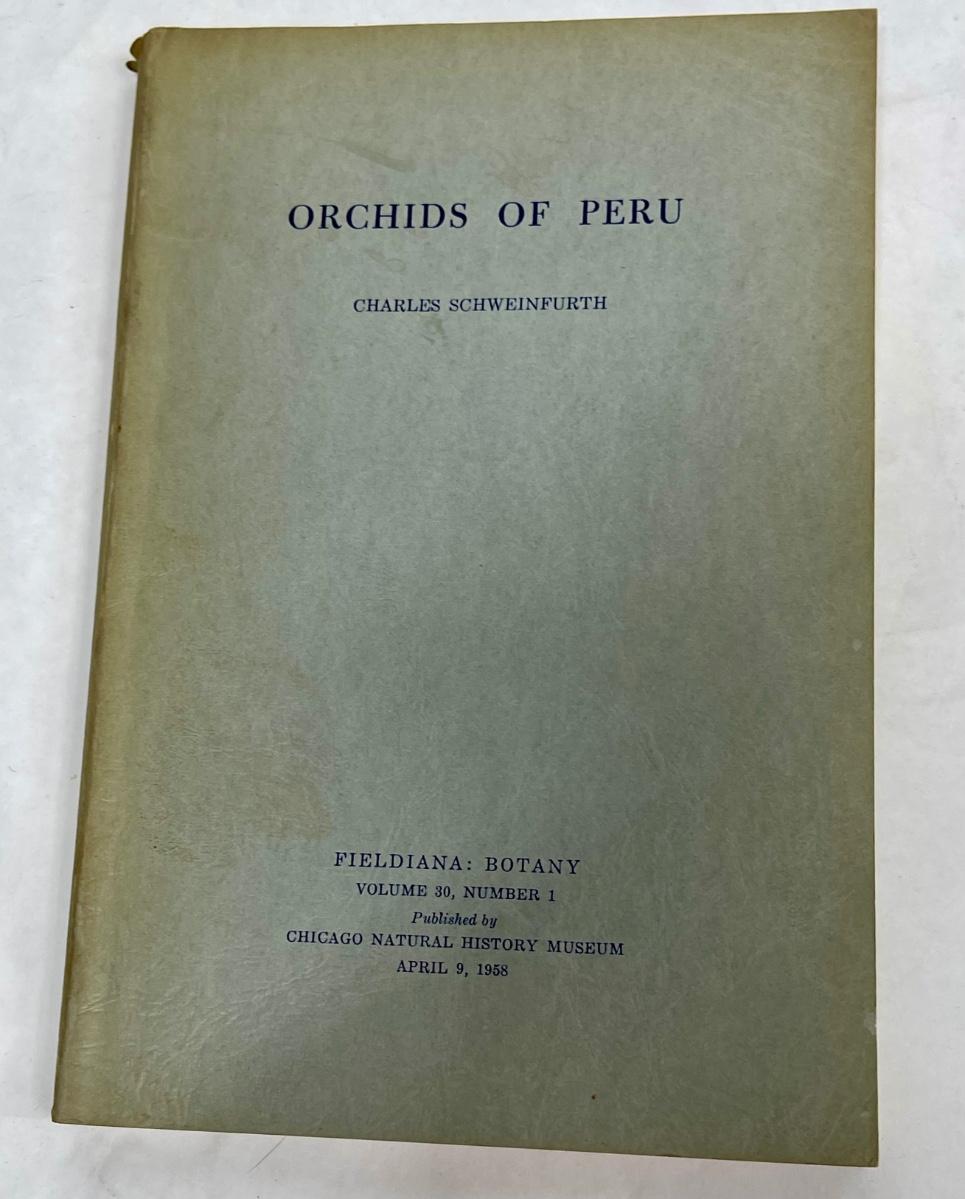 ORCHIDS OF PERU
CHARLES SCHWEINFURTH
FIELDIANA: BOTANY
VOLUME 30, NUMBER 1
Published by
CHICAGO NATURAL HISTORY MUSEUM
APRIL 9, 1958